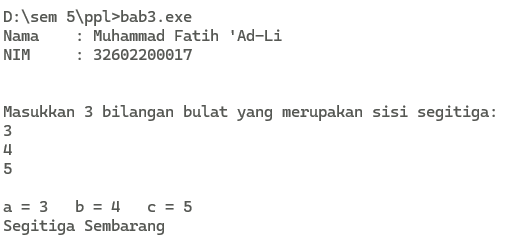 D:\sem 5\ppl>bab3.exe
Nama    : Muhammad Fatih 'Ad-Li
NIM     : 32602200017
Masukkan 3 bilangan bulat yang merupakan sisi segitiga:
3
4
5
a = 3   b = 4   c = 5
Segitiga Sembarang